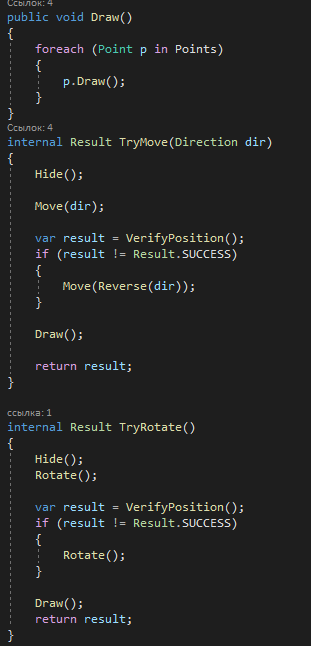 Ссылок: 4
public void Draw()
{
foreach (Point p in Points)
{
p.Draw();
}
}
Ссылок: 4
internal Result TryMove(Direction dir)
{
Hide();
Move(dir);
var result = VerifyPosition();
if (result != Result.SUCCESS)
{
Move(Reverse(dir));
}
Draw();
return result;
}
ссылка: 1
internal Result TryRotate()
{
Hide();
Rotate();
var result = VerifyPosition();
if (result != Result.SUCCESS)
{
Rotate();
}
Draw();
return result;
}